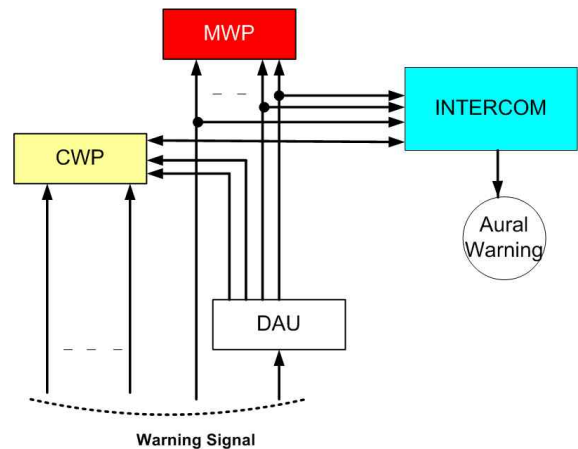 MWP
INTERCOM
CWP
Aural
Warning
DAU
Warning Signal